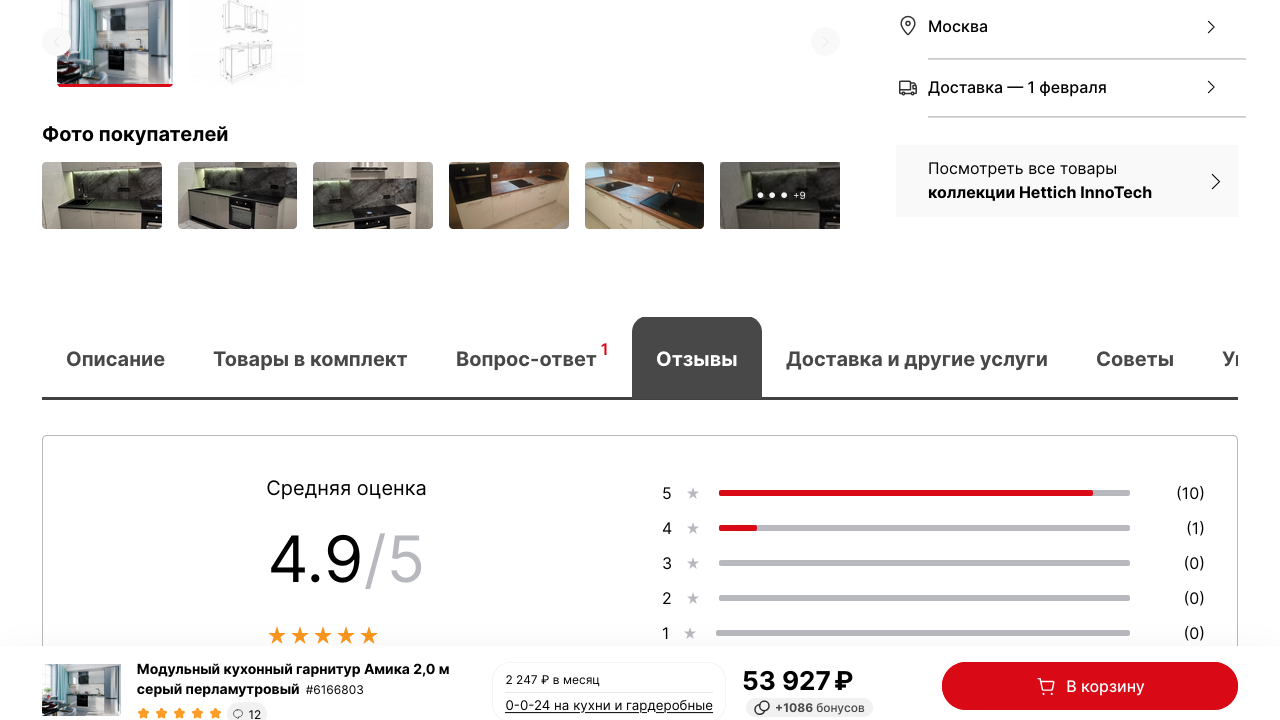 Москва
Доставка — 1 февраля
Фото покупателей
Посмотреть все товары
коллекции Hettich InnoTech
+9
Описание
Товары в комплект
Вопрос-ответ 1
Отзывы
Доставка и другие услуги
Советы
Средняя оценка
4.9/5
5 (10)
4 (1)
3 (0)
2 (0)
1 (0)
Модульный кухонный гарнитур Амика 2,0 м
серый перламутровый #6166803
12
2 247 ₽ в месяц
0-0-24 на кухни и гардеробные
53 927 ₽
+1086 бонусов
В корзину